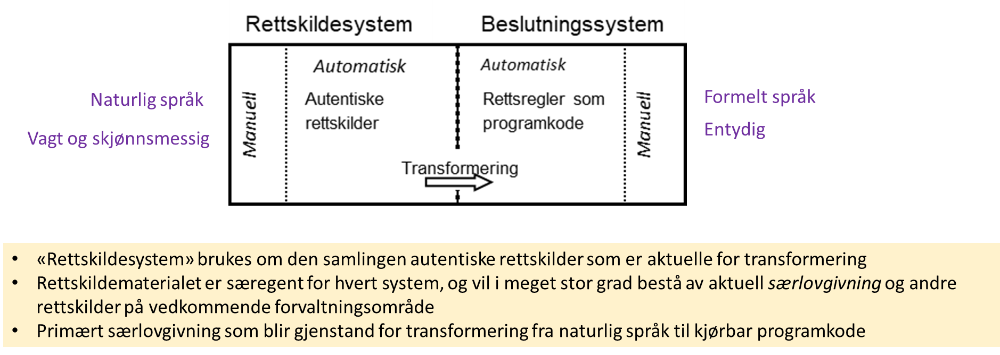 Rettskildesystem Beslutningssystem
Automatisk Automatisk
Naturlig språk
Vagt og skjønnsmessig
Manuell
Autentiske
rettskilder
Rettsregler som
programkode
Manuell
Formelt språk
Entydig
Transformering
• «Rettskildesystem» brukes om den samlingen autentiske rettskilder som er aktuelle for transformering
• Rettskildematerialet er særegent for hvert system, og vil i meget stor grad bestå av aktuell særlovgivning og andre
rettskilder på vedkommende forvaltningsområde
• Primært særlovgivning som blir gjenstand for transformering fra naturlig språk til kjørbar programkode